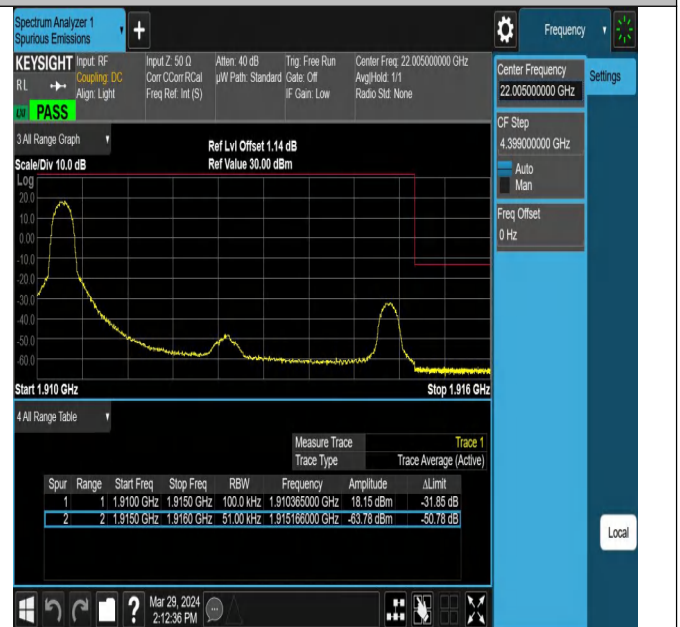 Spectrum Analyzer 1
Spurious Emissions
Frequency
KEYSIGHT Input: RF Input Z: 50 Ω Atten: 40 dB Trig: Free Run Center Freq: 22.005000000 GHz
RL Coupling: DC Corr CCorr RCal µW Path: Standard Gate: Off Avg|Hold: 1/1
Align: Light Freq Ref: Int (S) IF Gain: Low Radio Std: None
PASS
Center Frequency
22.005000000 GHz
Settings
CF Step
4.399000000 GHz
Auto
Man
Freq Offset
0 Hz
3 All Range Graph
Ref Lvl Offset 1.14 dB
Scale/Div 10.0 dB Ref Value 30.00 dBm
Log
20.0
10.0
0.00
-10.0
-20.0
-30.0
-40.0
-50.0
-60.0
Start 1.910 GHz Stop 1.916 GHz
4 All Range Table
Measure Trace Trace 1
Trace Type Trace Average (Active)
Spur Range Start Freq Stop Freq RBW Frequency Amplitude ΔLimit
1 1 1.9100 GHz 1.9150 GHz 100.0 kHz 1.910365000 GHz 18.15 dBm -31.85 dB
2 2 1.9150 GHz 1.9160 GHz 51.00 kHz 1.915166000 GHz -63.78 dBm -50.78 dB
Local
? Mar 29, 2024
2:12:36 PM